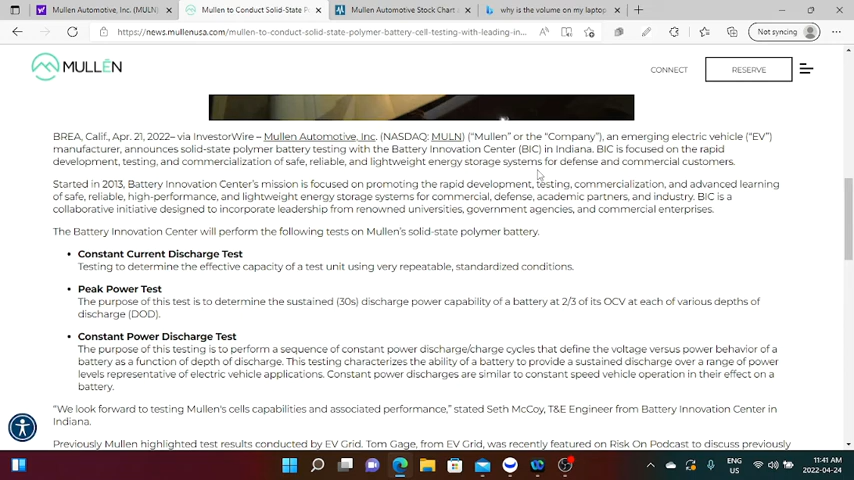 Mullen Automotive, Inc. (MULN)
Mullen to Conduct Solid-State P
Mullen Automotive Stock Chart
why is the volume on my laptop
https://news.mullenusa.com/mullen-to-conduct-solid-state-polymer-battery-cell-testing-with-leading-in...
Not syncing
MULLEN
CONNECT
RESERVE
BREA, Calif., Apr. 21, 2022– via InvestorWire – Mullen Automotive, Inc. (NASDAQ: MULN) (“Mullen” or the “Company”), an emerging electric vehicle (“EV”)
manufacturer, announces solid-state polymer battery testing with the Battery Innovation Center (BIC) in Indiana. BIC is focused on the rapid
development, testing, and commercialization of safe, reliable, and lightweight energy storage systems for defense and commercial customers.
Started in 2013, Battery Innovation Center’s mission is focused on promoting the rapid development, testing, commercialization, and advanced learning
of safe, reliable, high-performance, and lightweight energy storage systems for commercial, defense, academic partners, and industry. BIC is a
collaborative initiative designed to incorporate leadership from renowned universities, government agencies, and commercial enterprises.
The Battery Innovation Center will perform the following tests on Mullen’s solid-state polymer battery.
• Constant Current Discharge Test
Testing to determine the effective capacity of a test unit using very repeatable, standardized conditions.
• Peak Power Test
The purpose of this test is to determine the sustained (30s) discharge power capability of a battery at 2/3 of its OCV at each of various depths of
discharge (DOD).
• Constant Power Discharge Test
The purpose of this testing is to perform a sequence of constant power discharge/charge cycles that define the voltage versus power behavior of a
battery as a function of depth of discharge. This testing characterizes the ability of a battery to provide a sustained discharge over a range of power
levels representative of electric vehicle applications. Constant power discharges are similar to constant speed vehicle operation in their effect on a
battery.
“We look forward to testing Mullen’s cells capabilities and associated performance,” stated Seth McCoy, T&E Engineer from Battery Innovation Center in
Indiana.
Previously Mullen highlighted test results conducted by EV Grid. Tom Gage, from EV Grid, was recently featured on Risk On Podcast to discuss previously
ENG
US
11:41 AM
2022-04-24